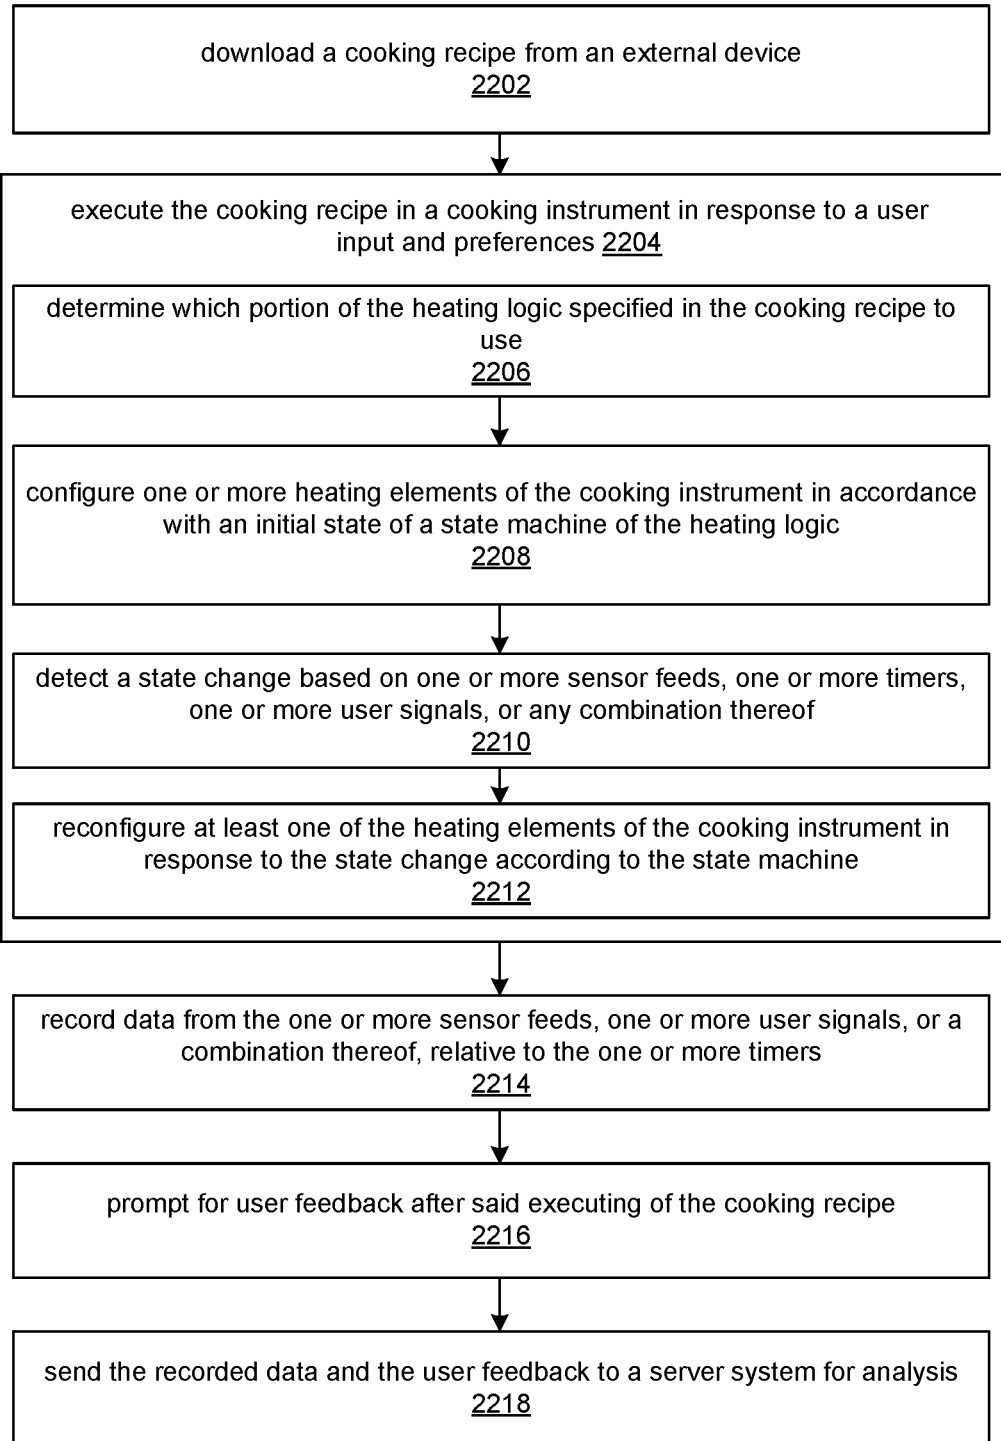 download a cooking recipe from an external device
2202
execute the cooking recipe in a cooking instrument in response to a user
input and preferences 2204
determine which portion of the heating logic specified in the cooking recipe to
use
2206
configure one or more heating elements of the cooking instrument in accordance
with an initial state of a state machine of the heating logic
2208
detect a state change based on one or more sensor feeds, one or more timers,
one or more user signals, or any combination thereof
2210
reconfigure at least one of the heating elements of the cooking instrument in
response to the state change according to the state machine
2212
record data from the one or more sensor feeds, one or more user signals, or a
combination thereof, relative to the one or more timers
2214
prompt for user feedback after said executing of the cooking recipe
2216
send the recorded data and the user feedback to a server system for analysis
2218